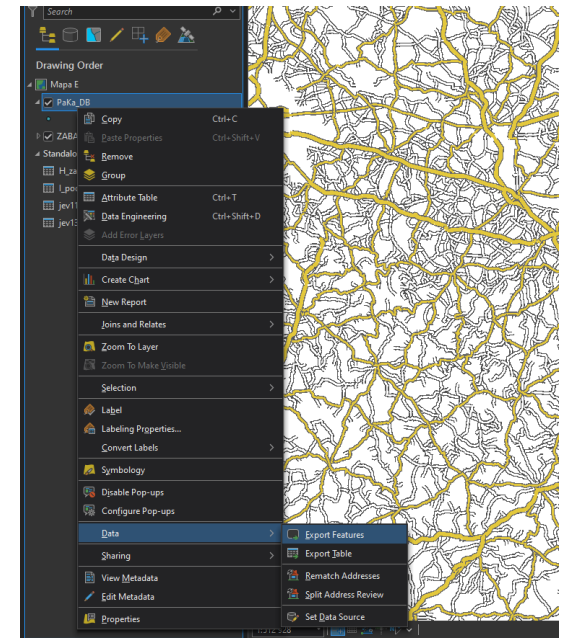 Search
Drawing Order
Mapa E
PaKa_DB
Copy Ctrl+C
ZABA
Paste Properties Ctrl+Shift+V
Standalo
Remove
H_za
Group
I_pou
Attribute Table Ctrl+T
jev11
Data Engineering Ctrl+Shift+D
jev13
Add Error Layers
Data Design
Create Chart
New Report
Joins and Relates
Zoom To Layer
Zoom To Make Visible
Selection
Label
Labeling Properties...
Convert Labels
Symbology
Disable Pop-ups
Configure Pop-ups
Data
Export Features
Sharing
Export Table
View Metadata
Rematch Addresses
Edit Metadata
Split Address Review
Properties
Set Data Source